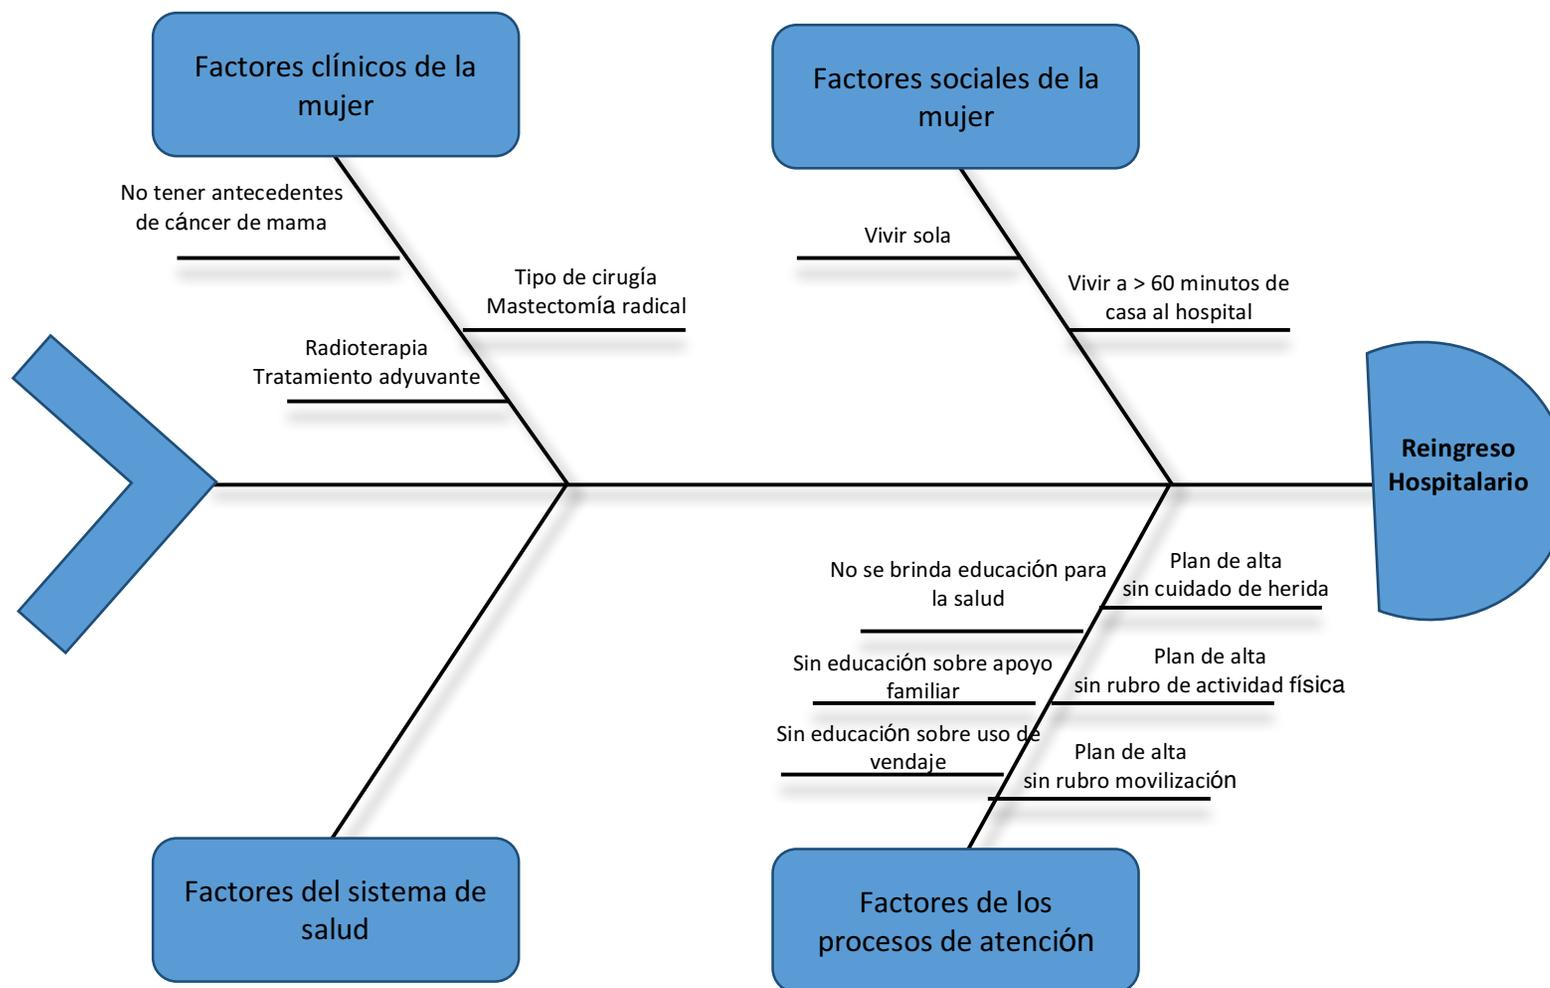 Factores clínicos de la
mujer
Factores sociales de la
mujer
No tener antecedentes
de cáncer de mama
Tipo de cirugía
Mastectomía radical
Radioterapia
Tratamiento adyuvante
Vivir sola
Vivir a > 60 minutos de
casa al hospital
Reingreso
Hospitalario
No se brinda educación para
la salud
Plan de alta
sin cuidado de herida
Sin educación sobre apoyo
familiar
Plan de alta
sin rubro de actividad física
Sin educación sobre uso de
vendaje
Plan de alta
sin rubro movilización
Factores del sistema de
salud
Factores de los
procesos de atención